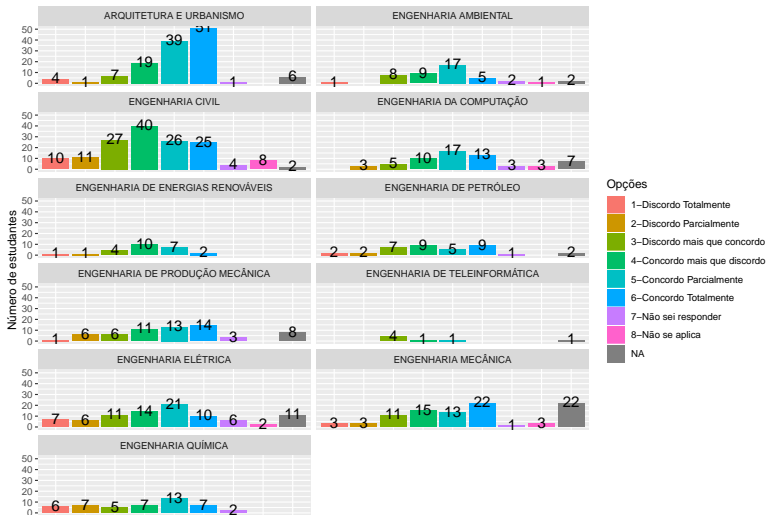 ARQUITETURA E URBANISMO
50
40
30
20
10
0
4 1 7 19 39 51 1 6
ENGENHARIA AMBIENTAL
1 8 9 17 5 2 1 2
ENGENHARIA CIVIL
50
40
30
20
10
0
10 11 27 40 26 25 4 8 2
ENGENHARIA DA COMPUTAÇÃO
3 5 10 17 13 3 3 7
ENGENHARIA DE ENERGIAS RENOVÁVEIS
50
40
30
20
10
0
1 1 4 10 7 2
ENGENHARIA DE PETRÓLEO
2 2 7 9 5 9 1 2
ENGENHARIA DE PRODUÇÃO MECÂNICA
50
40
30
20
10
0
1 6 6 11 13 14 3 8
ENGENHARIA DE TELEINFORMÁTICA
4 1 1 1
ENGENHARIA ELÉTRICA
50
40
30
20
10
0
7 6 11 14 21 10 6 2 11
ENGENHARIA MECÂNICA
3 3 11 15 13 22 1 3 22
ENGENHARIA QUÍMICA
50
40
30
20
10
0
6 7 5 7 13 7 2
Número de estudantes
Opções
1–Discordo Totalmente
2–Discordo Parcialmente
3–Discordo mais que concordo
4–Concordo mais que discordo
5–Concordo Parcialmente
6–Concordo Totalmente
7–Não sei responder
8–Não se aplica
NA